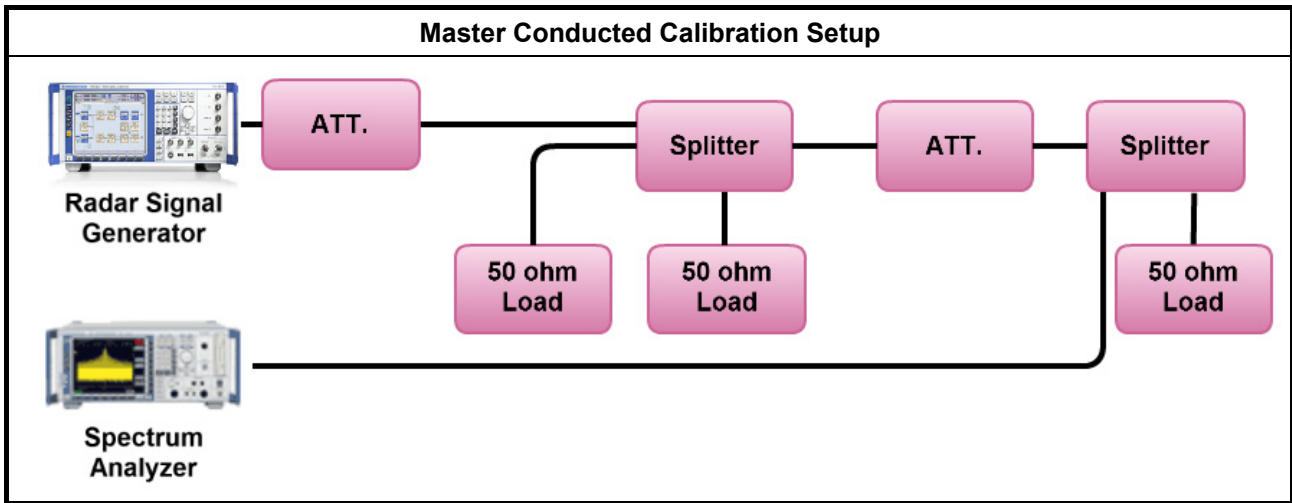 Master Conducted Calibration Setup
ATT.
Splitter
ATT.
Splitter
Radar Signal
Generator
50 ohm
Load
50 ohm
Load
50 ohm
Load
Spectrum
Analyzer